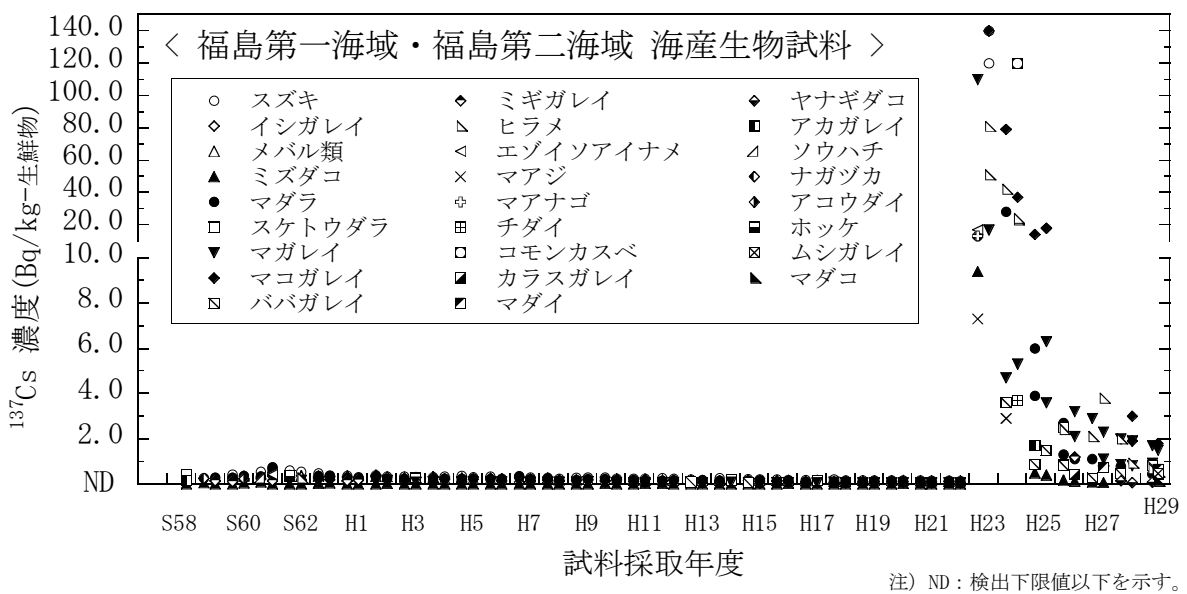 140.0
120.0
100.0
80.0
60.0
40.0
20.0
10.0
8.0
6.0
4.0
2.0
ND
¹³⁷Cs 濃度(Bq/kg-生鮮物)
< 福島第一海域・福島第二海域 海産生物試料 >
スズキ ミギガレイ ヤナギダコ
イシガレイ ヒラメ アカガレイ
メバル類 エゾイソアイナメ ソウハチ
ミズダコ マアジ ナガヅカ
マダラ マアナゴ アコウダイ
スケトウダラ チダイ ホッケ
マガレイ コモンカスベ ムシガレイ
マコガレイ カラスガレイ マダコ
ババガレイ マダイ
S58 S60 S62 H1 H3 H5 H7 H9 H11 H13 H15 H17 H19 H21 H23 H25 H27 H29
試料採取年度
注) ND:検出下限値以下を示す。